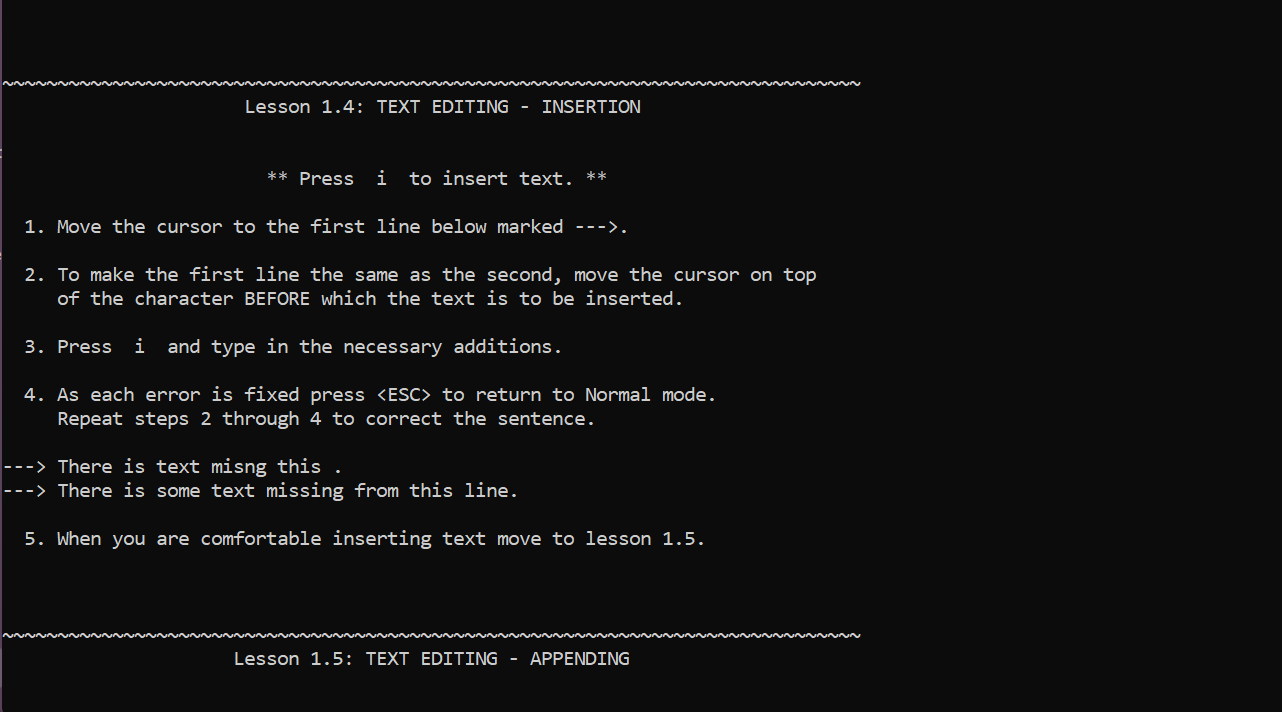 ~~~~~~~~~~~~~~~~~~~~~~~~~~~~~~~~~~~~~~~~~~~~~~~~~~~~~~~~~~~~~~~~~~~~~~~~~~~~~~
Lesson 1.4: TEXT EDITING - INSERTION
** Press  i  to insert text. **
1. Move the cursor to the first line below marked --->.
2. To make the first line the same as the second, move the cursor on top
of the character BEFORE which the text is to be inserted.
3. Press  i  and type in the necessary additions.
4. As each error is fixed press <ESC> to return to Normal mode.
Repeat steps 2 through 4 to correct the sentence.
---> There is text misng this .
---> There is some text missing from this line.
5. When you are comfortable inserting text move to lesson 1.5.
~~~~~~~~~~~~~~~~~~~~~~~~~~~~~~~~~~~~~~~~~~~~~~~~~~~~~~~~~~~~~~~~~~~~~~~~~~~~~~
Lesson 1.5: TEXT EDITING - APPENDING